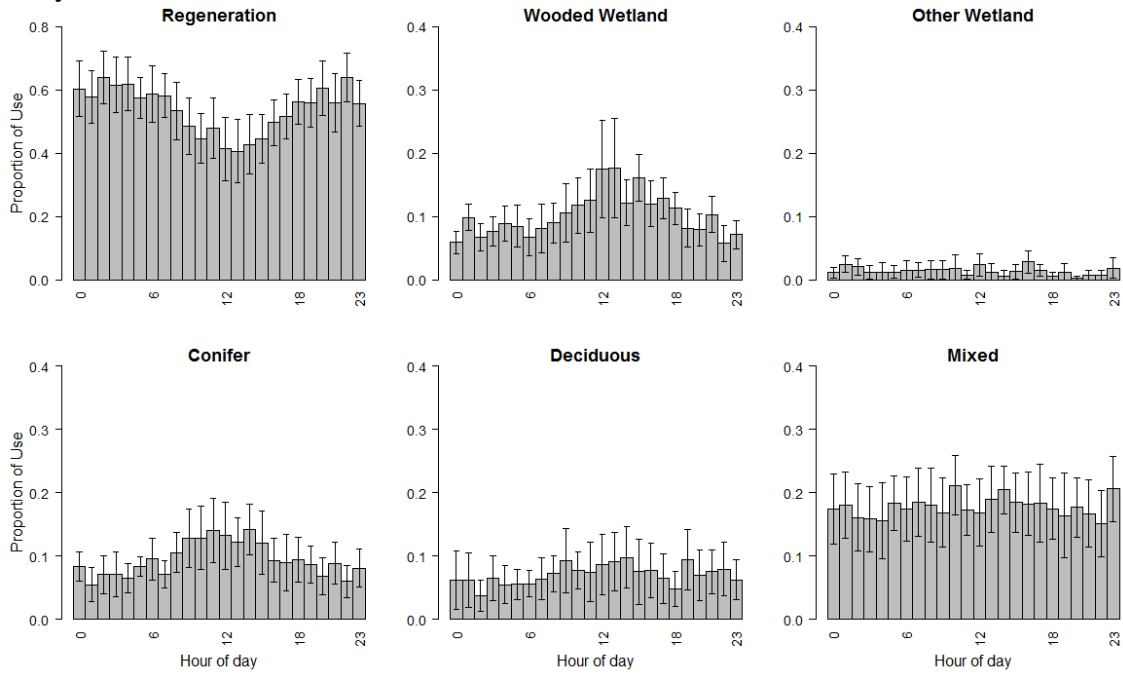 Regeneration
Wooded Wetland
Other Wetland
Proportion of Use
0.8
0.6
0.4
0.2
0.0
0 6 12 18 23
0.4
0.3
0.2
0.1
0.0
0 6 12 18 23
0.4
0.3
0.2
0.1
0.0
0 6 12 18 23
Conifer
Deciduous
Mixed
Proportion of Use
0.4
0.3
0.2
0.1
0.0
0 6 12 18 23
Hour of day
0.4
0.3
0.2
0.1
0.0
0 6 12 18 23
Hour of day
0.4
0.3
0.2
0.1
0.0
0 6 12 18 23
Hour of day